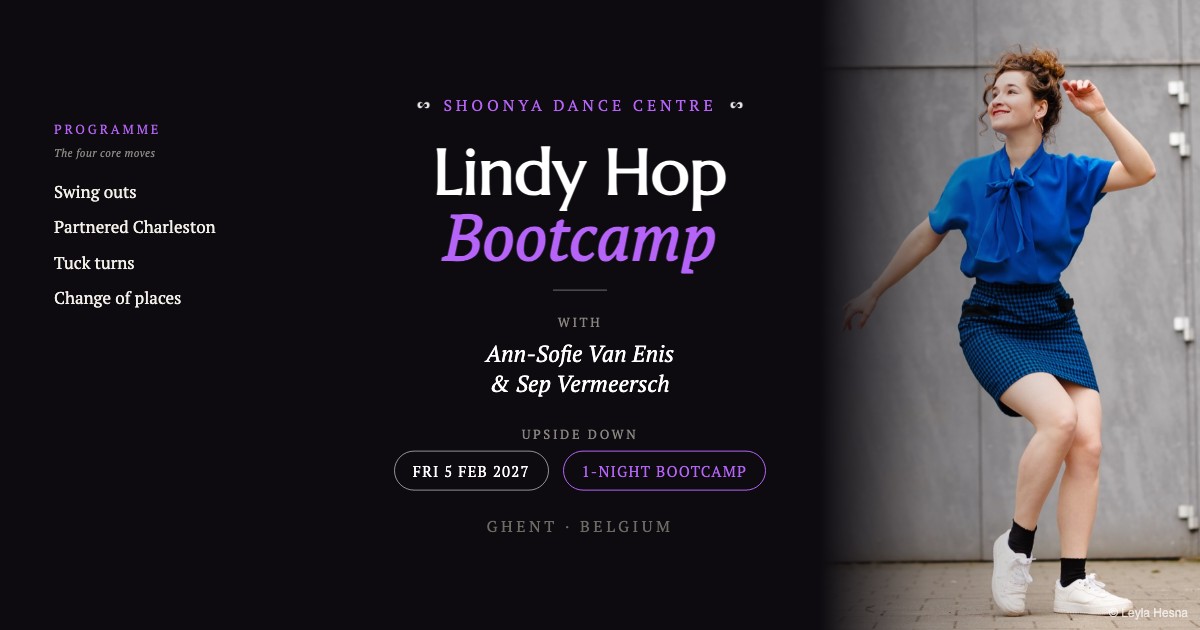 PROGRAMME
The four core moves
Swing outs
Partnered Charleston
Tuck turns
Change of places
SHOONYA DANCE CENTRE
Lindy Hop
Bootcamp
WITH
Ann-Sofie Van Enis
& Sep Vermeersch
UPSIDE DOWN
FRI 5 FEB 2027
1-NIGHT BOOTCAMP
GHENT · BELGIUM
© Leyla Hesna